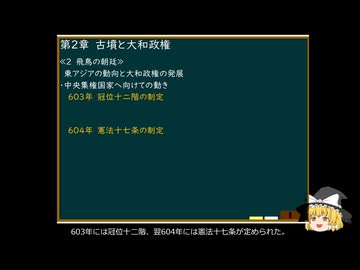 第2章 古墳と大和政権
≪2 飛鳥の朝廷≫
東アジアの動向と大和政権の発展
・中央集権国家へ向けての動き
603年 冠位十二階の制定
604年 憲法十七条の制定
603年には冠位十二階、翌604年には憲法十七条が定められた。